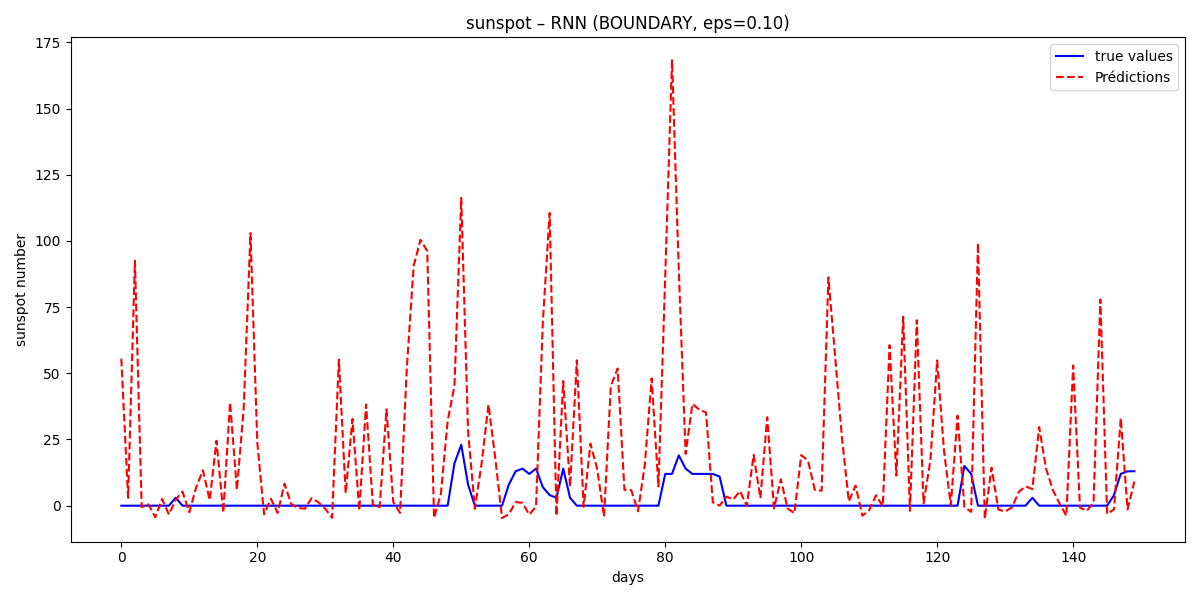 sunspot – RNN (BOUNDARY, eps=0.10)
true values
Prédictions
sunspot number
175
150
125
100
75
50
25
0
0 20 40 60 80 100 120 140
days